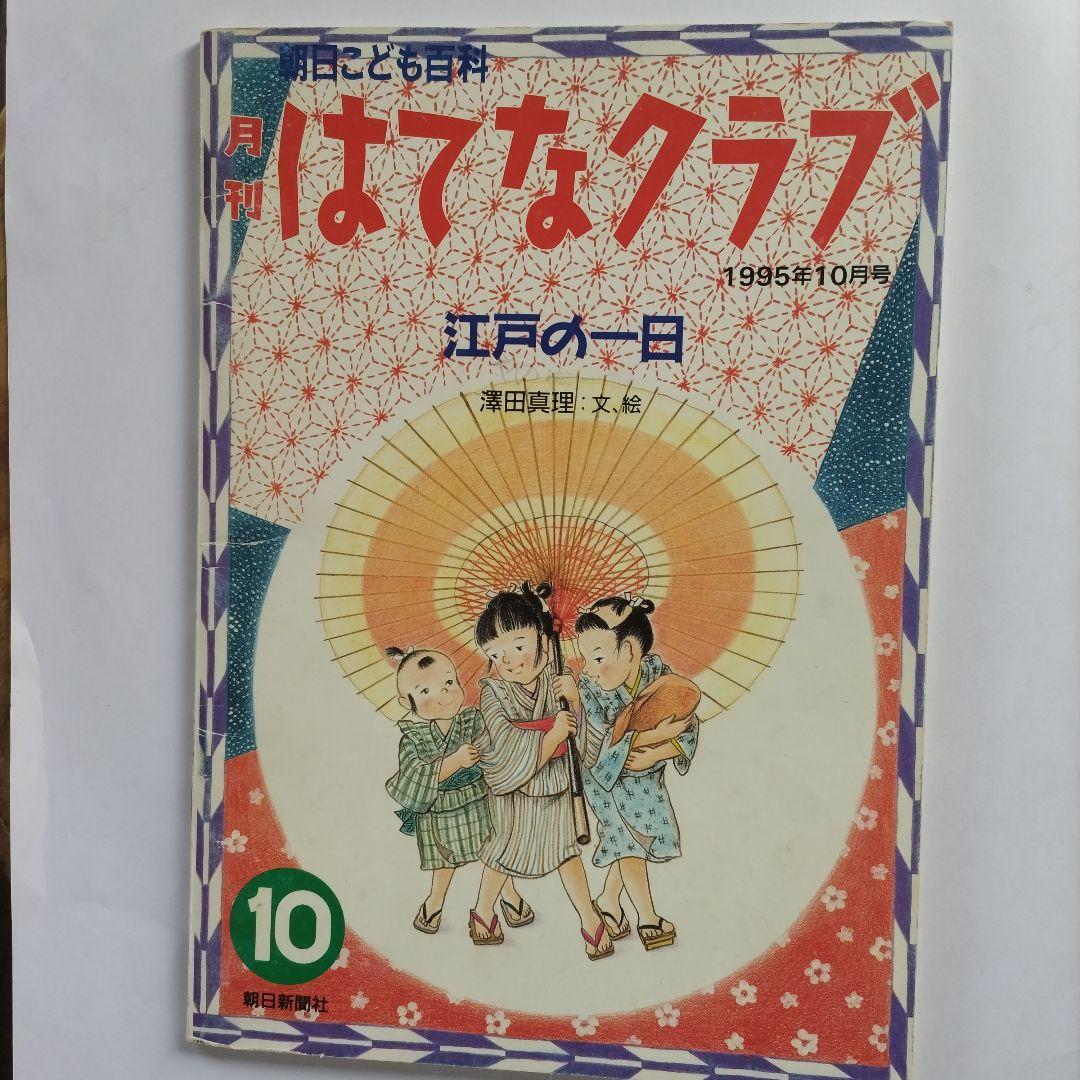 朝日こども百科
月刊
はてなクラブ
1995年10月号
江戸の一日
澤田真理：文、絵
10
朝日新聞社